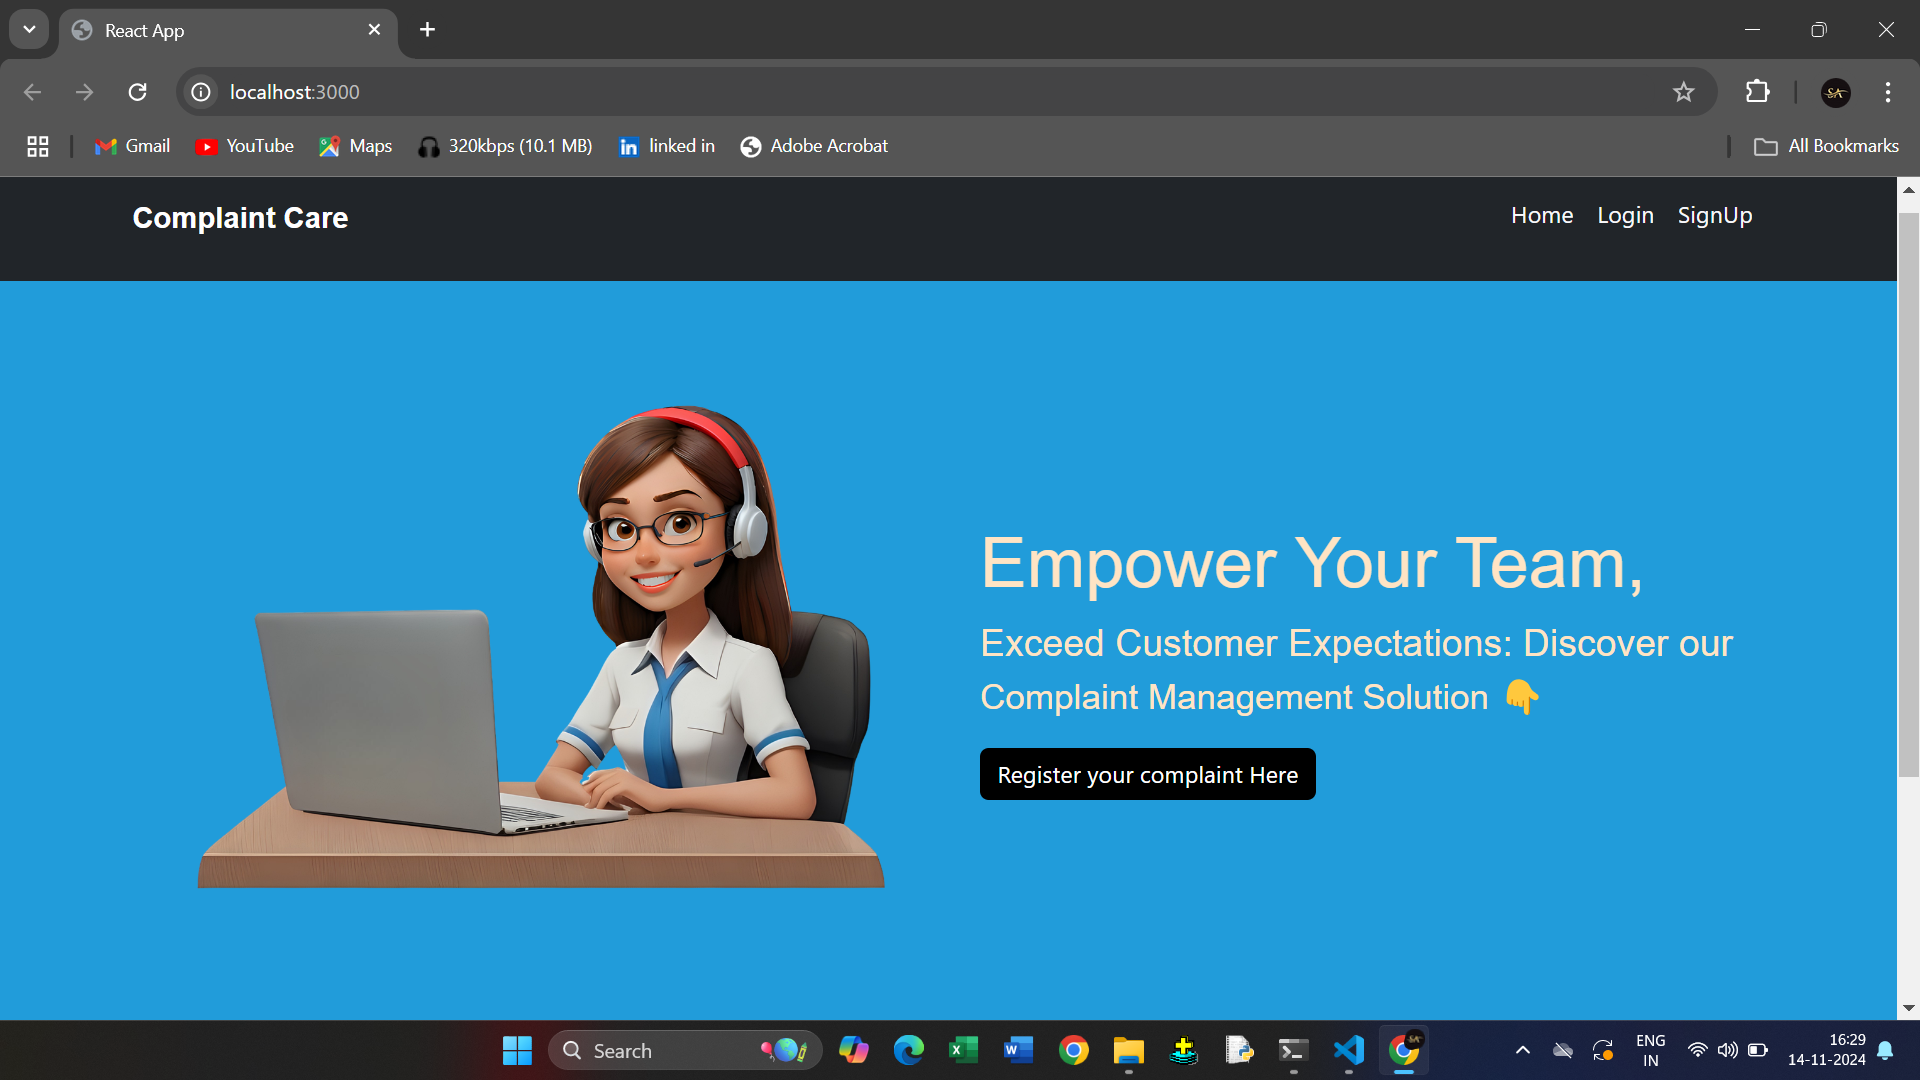 React App
localhost:3000
Gmail
YouTube
Maps
320kbps (10.1 MB)
linked in
Adobe Acrobat
All Bookmarks
Complaint Care
Home
Login
SignUp
Empower Your Team,
Exceed Customer Expectations: Discover our
Complaint Management Solution 👇
Register your complaint Here
Search
ENG
IN
16:29
14-11-2024